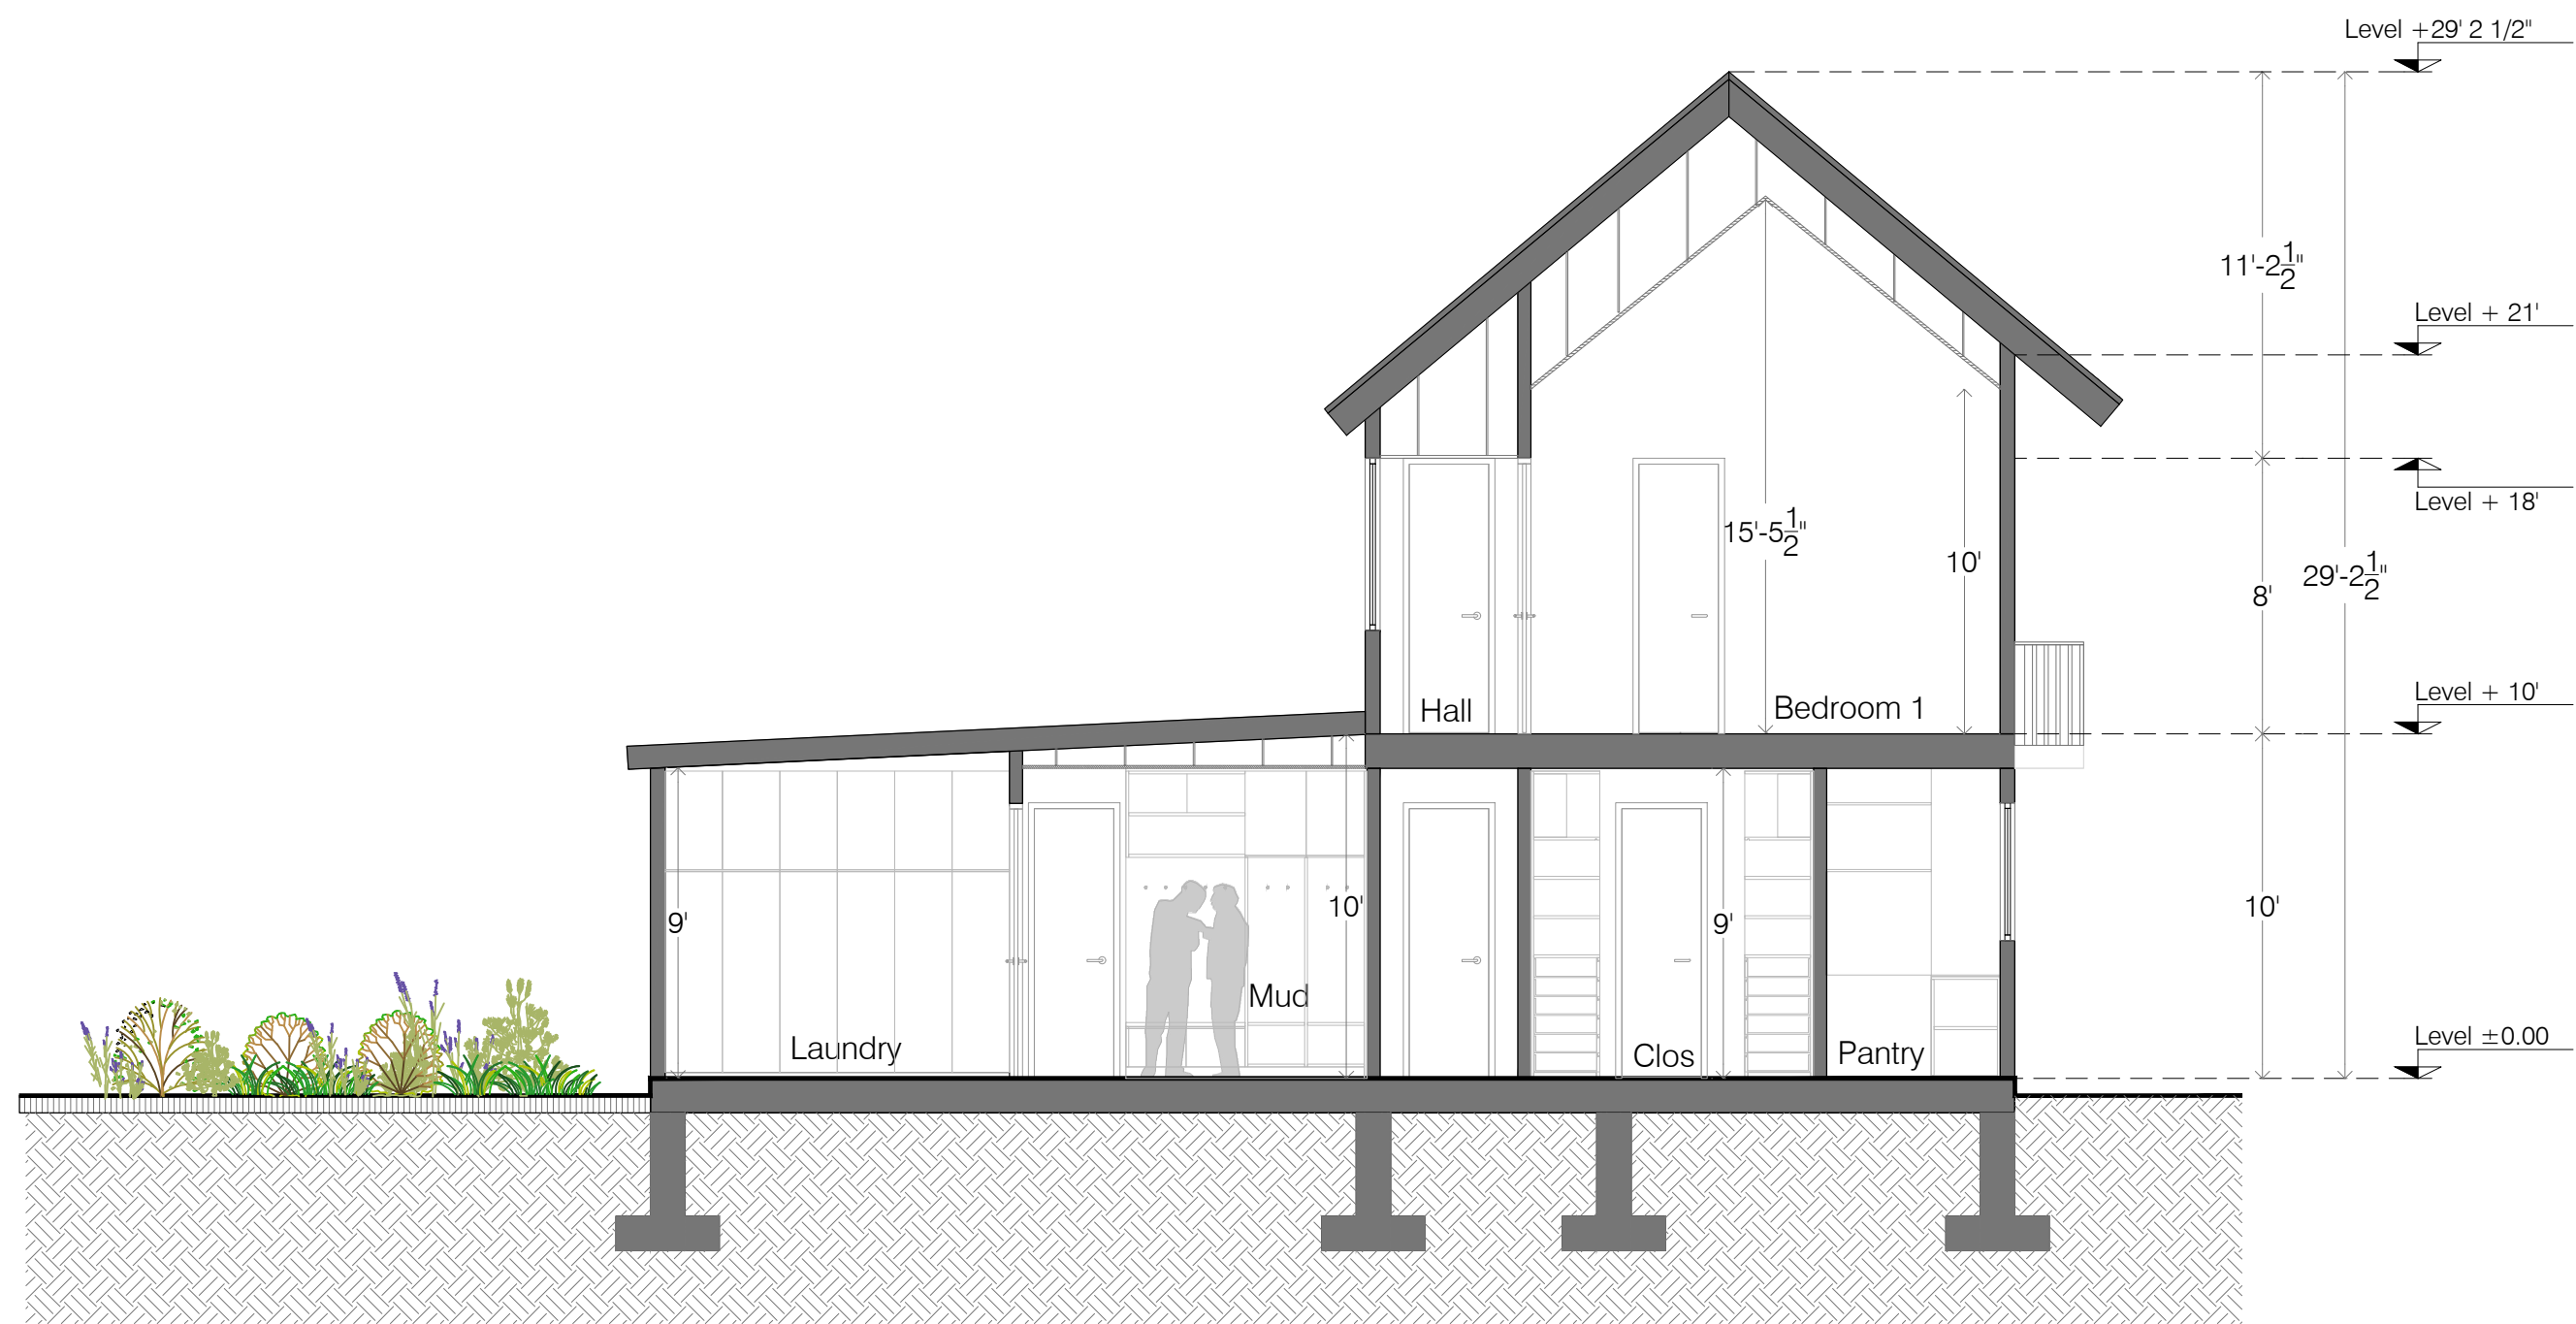 Level +29' 2 1/2"
11'-2 1/2"
Level + 21'
Level + 18'
15'-5 1/2"
10'
29'-2 1/2"
8'
Level + 10'
Hall
Bedroom 1
9'
10'
9'
10'
Mud
Level ±0.00
Laundry
Clos
Pantry